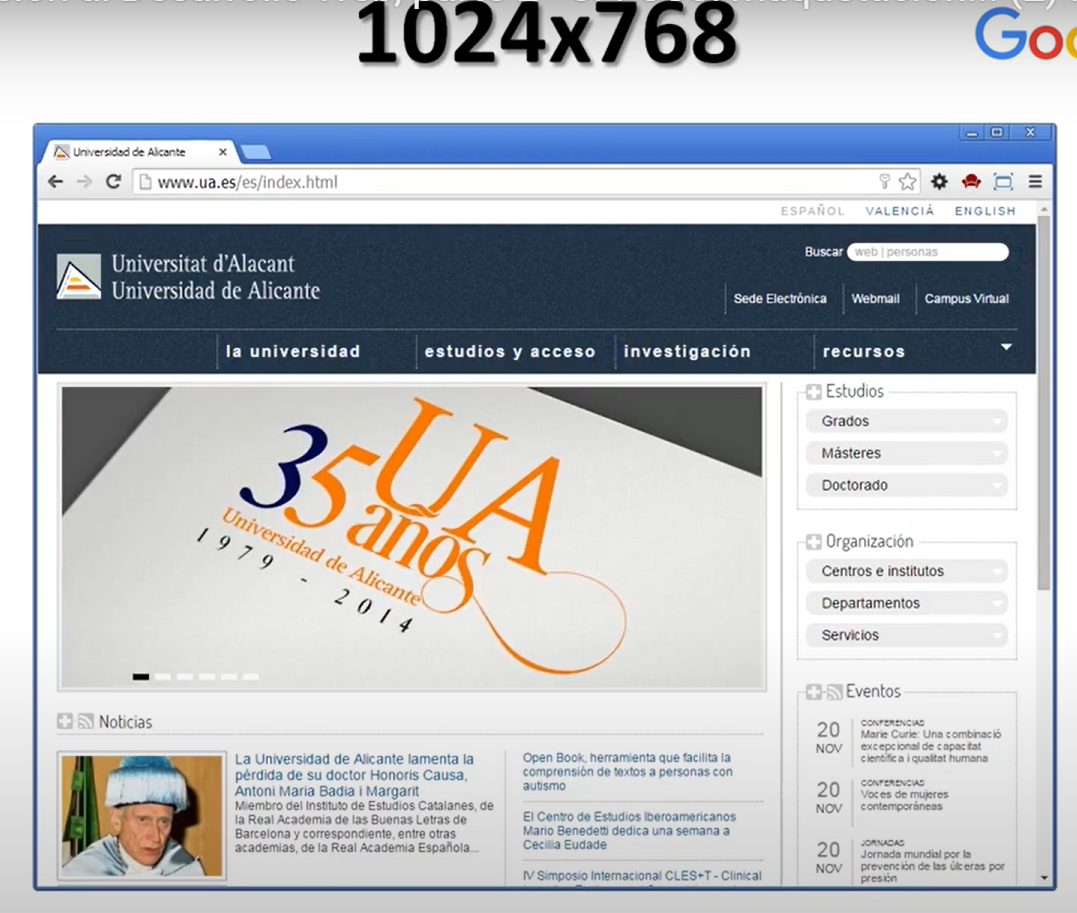 1024x768
Goo
Universidad de Alicante
www.ua.es/es/index.html
ESPAÑOL VALENCIÀ ENGLISH
Universitat d'Alacant
Universidad de Alicante
Buscar web | personas
Sede Electrónica Webmail Campus Virtual
la universidad estudios y acceso investigación recursos
UA
35 años
Universidad de Alicante
1979 - 2014
Estudios
Grados
Másteres
Doctorado
Organización
Centros e institutos
Departamentos
Servicios
Noticias
La Universidad de Alicante lamenta la
pérdida de su doctor Honoris Causa,
Antoni Maria Badia i Margarit
Miembro del Instituto de Estudios Catalanes, de
la Real Academia de las Buenas Letras de
Barcelona y correspondiente, entre otras
academias, de la Real Academia Española...
Open Book, herramienta que facilita la
comprensión de textos a personas con
autismo
El Centro de Estudios Iberoamericanos
Mario Benedetti dedica una semana a
Cecilia Eudade
IV Simposio Internacional CLES+T - Clinical
Eventos
20 NOV
CONFERENCIAS
Marie Curie: Una combinació
excepcional de capacitat
científica i qualitat humana
20 NOV
CONFERENCIAS
Voces de mujeres
contemporáneas
20 NOV
JORNADAS
Jornada mundial por la
prevención de las úlceras por
presión